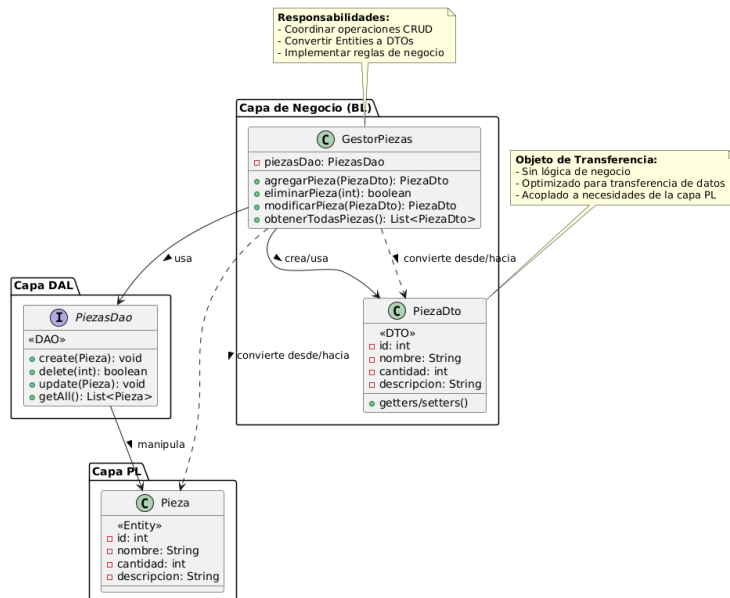 Responsabilidades:
- Coordinar operaciones CRUD
- Convertir Entities a DTOs
- Implementar reglas de negocio
Capa de Negocio (BL)
C GestorPiezas
piezasDao: PiezasDao
agregarPieza(PiezaDto): PiezaDto
eliminarPieza(int): boolean
modificarPieza(PiezaDto): PiezaDto
obtenerTodasPiezas(): List<PiezaDto>
Objeto de Transferencia:
- Sin lógica de negocio
- Optimizado para transferencia de datos
- Acoplado a necesidades de la capa PL
usa
crea/usa
convierte desde/hacia
Capa DAL
I PiezasDao
«DAO»
create(Pieza): void
delete(int): boolean
update(Pieza): void
getAll(): List<Pieza>
C PiezaDto
«DTO»
id: int
nombre: String
cantidad: int
descripcion: String
getters/setters()
convierte desde/hacia
manipula
Capa PL
C Pieza
«Entity»
id: int
nombre: String
cantidad: int
descripcion: String